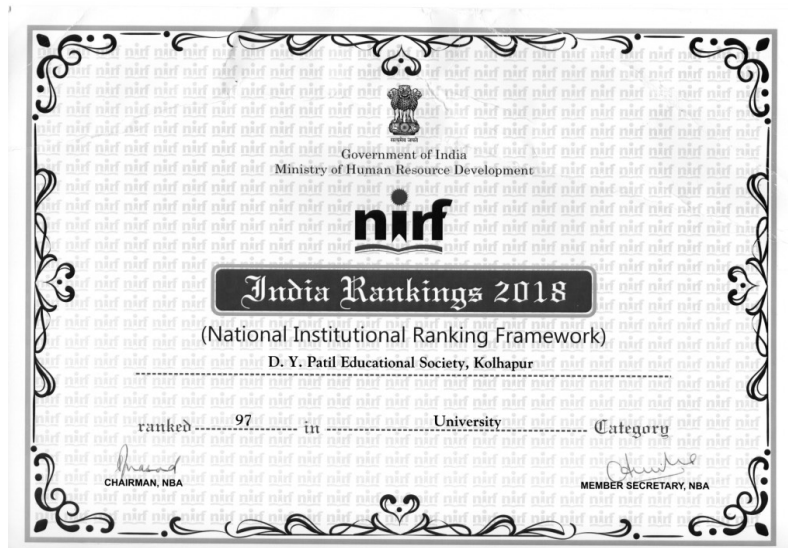 सत्यमेव जयते
Government of India
Ministry of Human Resource Development
nirf
India Rankings 2018
(National Institutional Ranking Framework)
D. Y. Patil Educational Society, Kolhapur
ranked 97 in University Category
CHAIRMAN, NBA
MEMBER SECRETARY, NBA